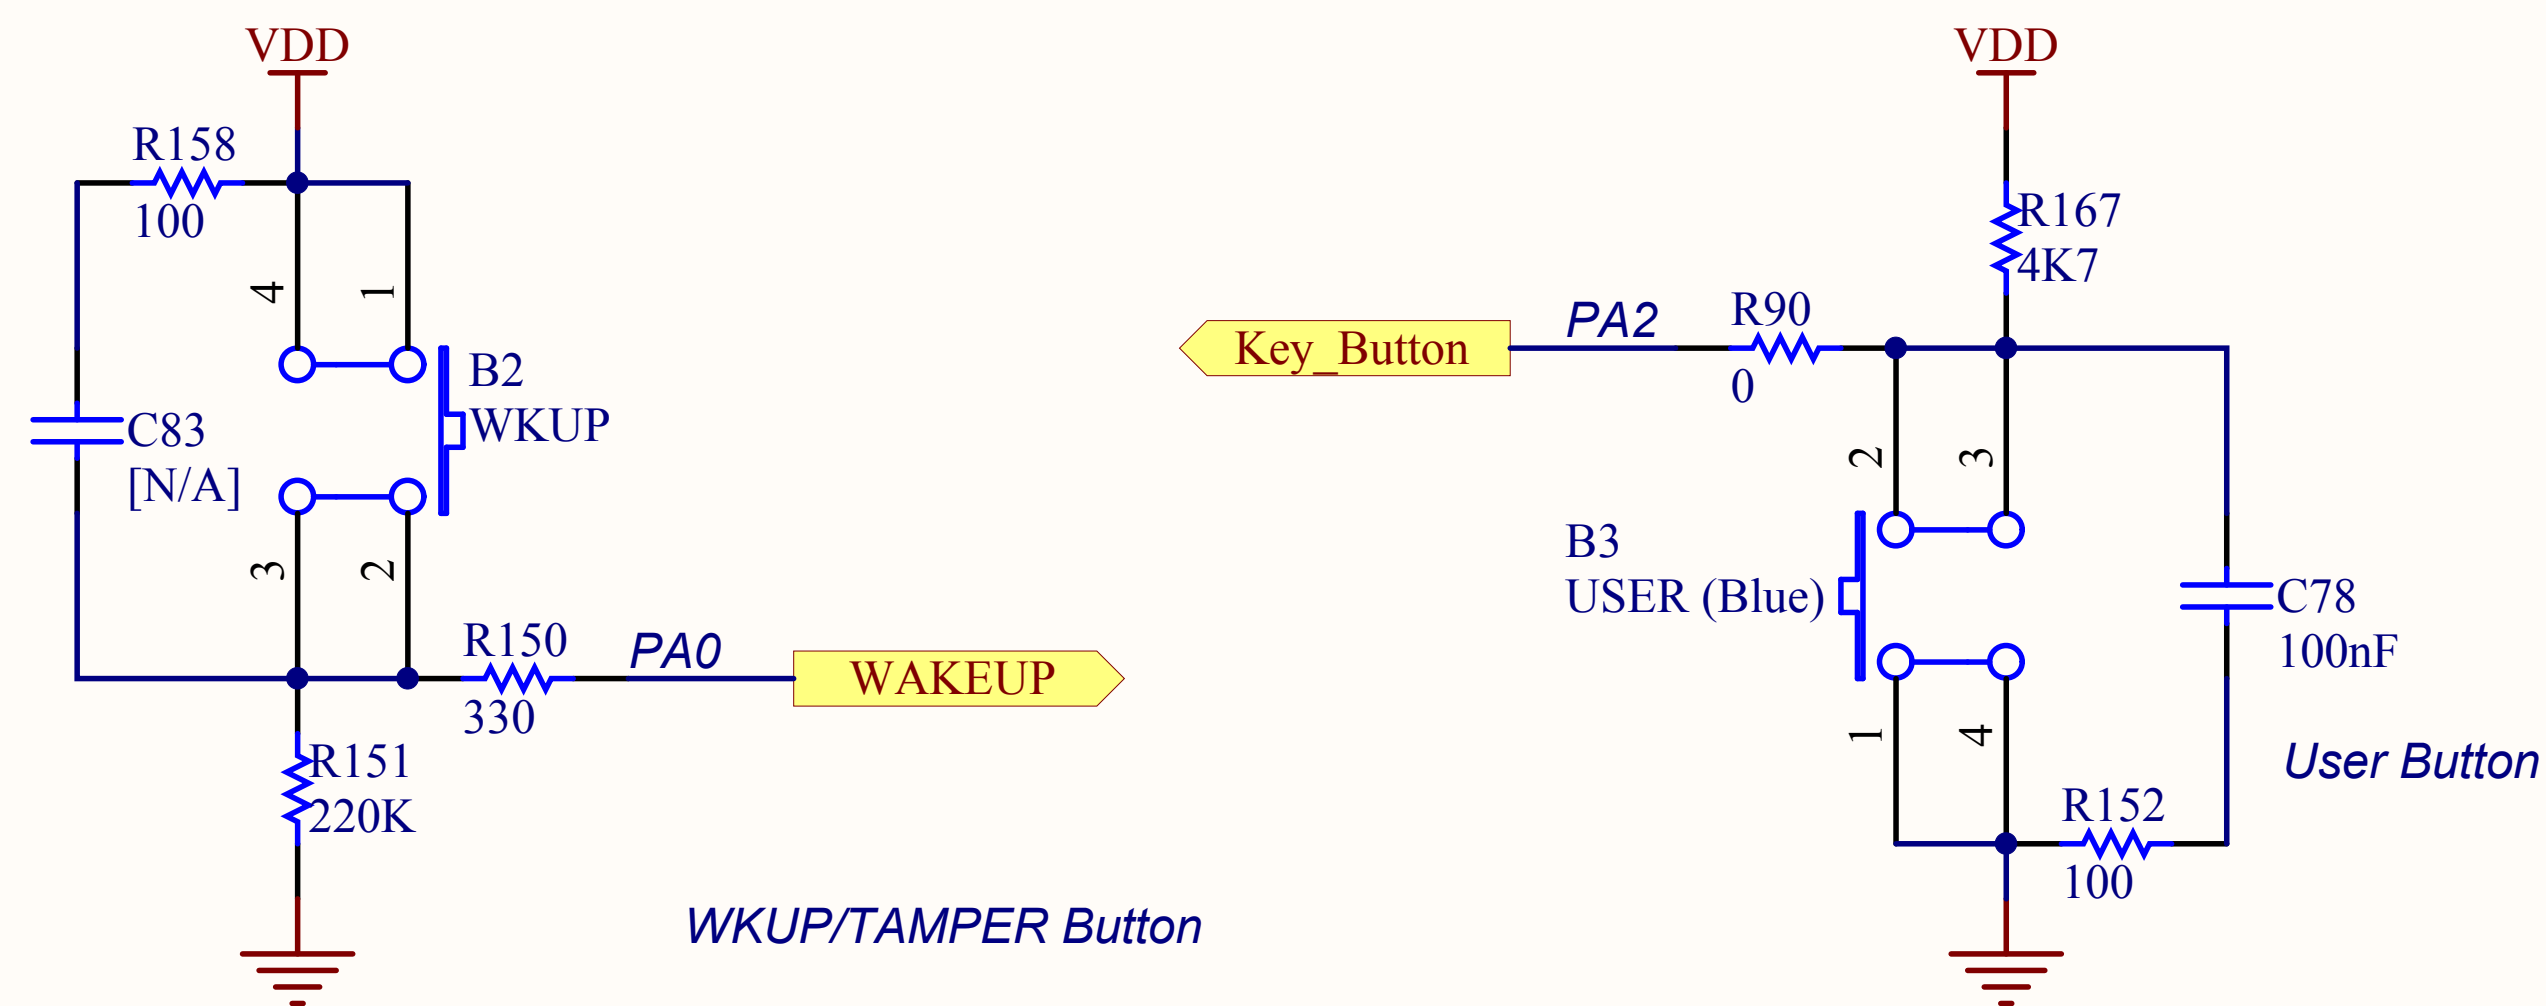 VDD
R158
100
4
1
B2
WKUP
C83
[N/A]
3
2
R150
330
PA0
WAKEUP
R151
220K
WKUP/TAMPER Button
VDD
R167
4K7
Key_Button
PA2
R90
0
2
3
B3
USER (Blue)
C78
100nF
1
4
User Button
R152
100